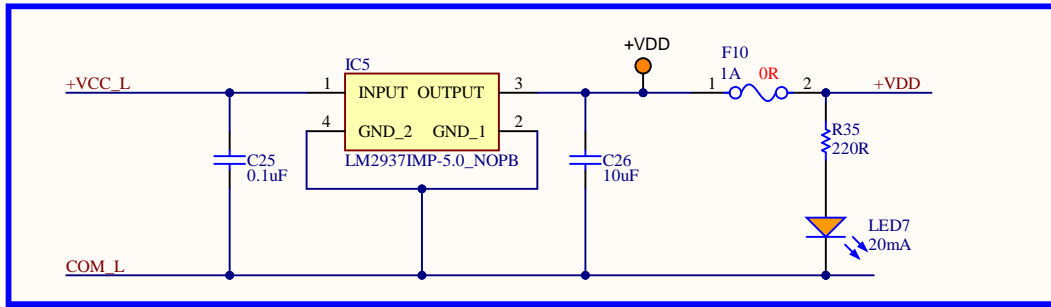 +VDD
F10
1A 0R
IC5
+VCC_L
1
INPUT OUTPUT
3
1
2
+VDD
4
GND_2 GND_1
2
R35
220R
C25
0.1uF
LM2937IMP-5.0_NOPB
C26
10uF
LED7
20mA
COM_L